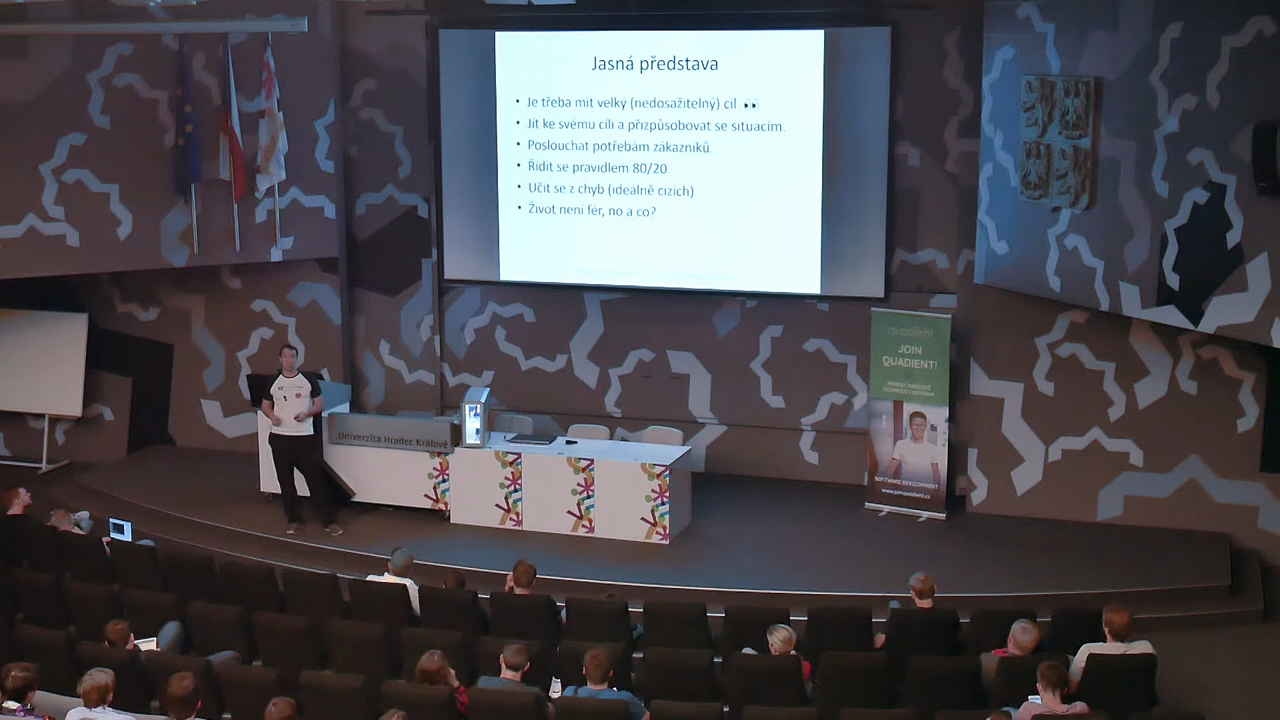 Jasná představa
• Je třeba mít velký (nedosažitelný) cíl.
• Jít ke svému cíli a přizpůsobovat se situacím.
• Poslouchat potřebám zákazníků.
• Řídit se pravidlem 80/20.
• Učit se z chyb (ideálně cizích)
• Život není fér, no a co?
quadient
JOIN
QUADIENT!
Univerzita Hradec Králové
SOFTWARE DEVELOPMENT